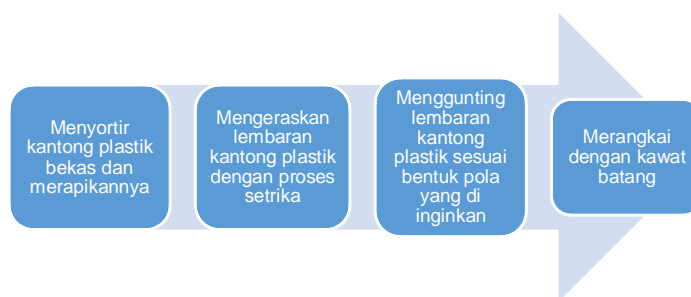 Menyortir
kantong plastik
bekas dan
merapikannya
Mengeraskan
lembaran
kantong plastik
dengan proses
setrika
Menggunting
lembaran
kantong
plastik sesuai
bentuk pola
yang di
inginkan
Merangkai
dengan kawat
batang